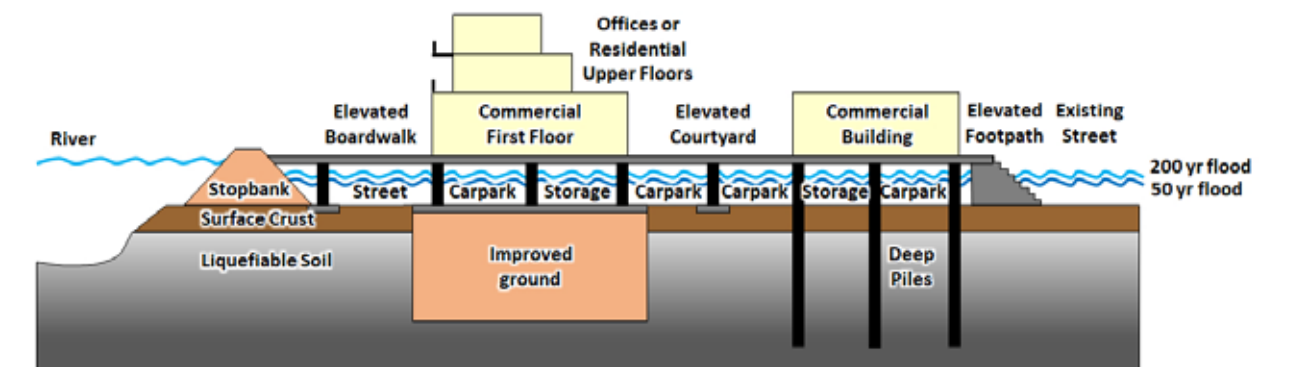 Offices or
Residential
Upper Floors
Elevated
Boardwalk
Commercial
First Floor
Elevated
Courtyard
Commercial
Building
Elevated
Footpath
Existing
Street
River
200 yr flood
50 yr flood
Stopbank
Street
Carpark
Storage
Carpark
Carpark
Storage
Carpark
Surface Crust
Liquefiable Soil
Improved
ground
Deep
Piles